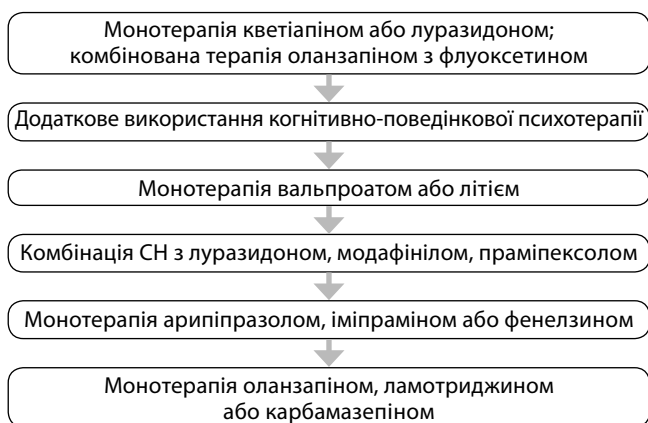 Монотерапія кветіапіном або луразидоном;
комбінована терапія оланзапіном з флуоксетином
Додаткове використання когнітивно-поведінкової психотерапії
Монотерапія вальпроатом або літієм
Комбінація СН з луразидоном, модафінілом, праміпексолом
Монотерапія арипіпразолом, іміпраміном або фенелзином
Монотерапія оланзапіном, ламотриджином
або карбамазепіном